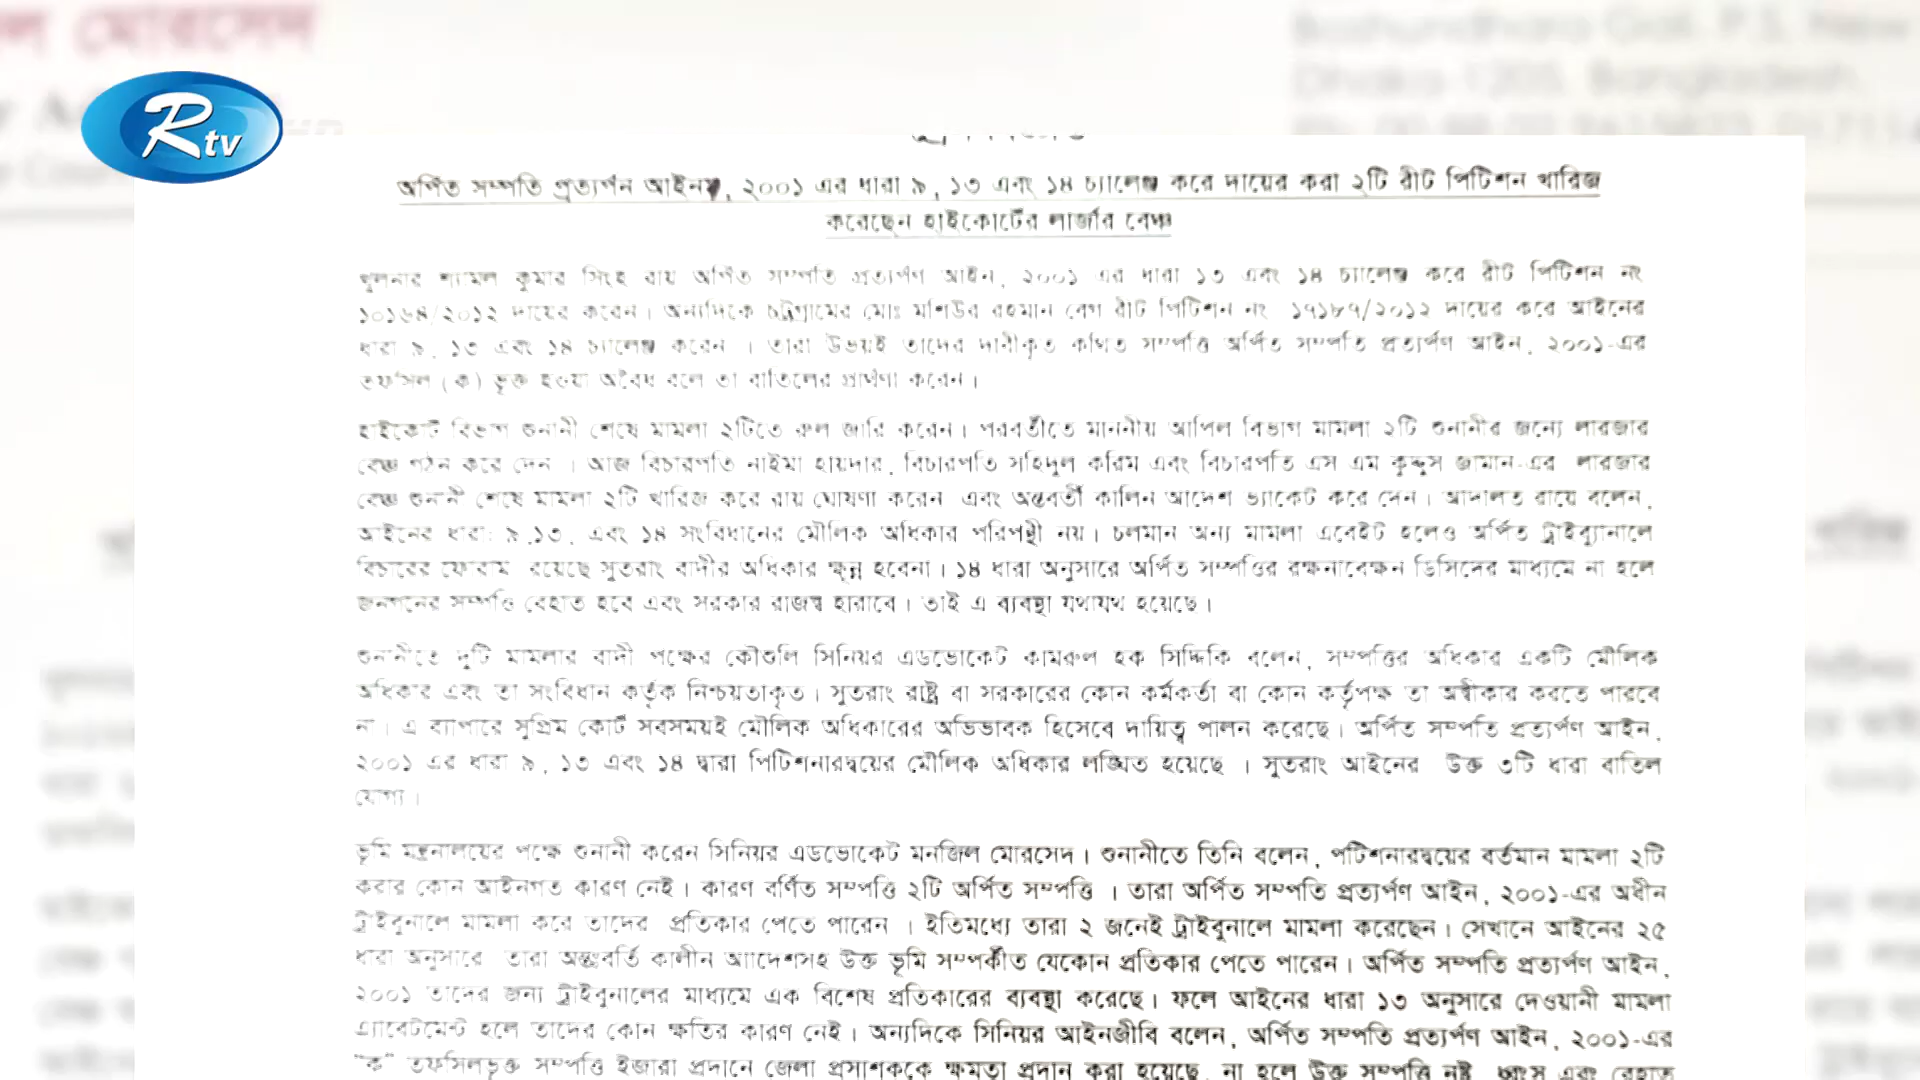 Rtv
অর্পিত সম্পতি প্রত্যর্পন আইনয়, ২০০১ এর ধারা ৯, ১৩ এবং ১৪ চ্যালেঞ্জ করে দায়ের করা ২টি রীট পিটিশন খারিজ
করেছেন হাইকোর্টের লার্জার বেঞ্চ
খুলনার শ্যামল কুমার সিংহ রায় অর্পিত সম্পতি প্রত্যর্পণ আইন, ২০০১ এর ধারা ১৩ এবং ১৪ চ্যালেঞ্জ করে রীট পিটিশন নং
১০১৬৪/২০১২ দায়ের করেন। অন্যদিকে চট্রগ্রামের মোঃ মশিউর রহমান বেগ রীট পিটিশন নং ১৭১৮৭/২০১২ দায়ের করে আইনের
ধারা ৯, ১৩ এবং ১৪ চ্যালেঞ্জ করেন । তারা উভয়ই তাদের দাবীকৃত কথিত সম্পত্তি অর্পিত সম্পতি প্রত্যর্পণ আইন, ২০০১-এর
তফসিল (ক) ভূক্ত হওয়া অবৈধ বলে তা বাতিলের প্রার্থণা করেন।
হাইকোর্ট বিভাগ শুনানী শেষে মামলা ২টিতে রুল জারি করেন। পরবর্তীতে মাননীয় আপিল বিভাগ মামলা ২টি শুনানীর জন্যে লারজার
বেঞ্চ গঠন করে দেন । আজ বিচারপতি নাইমা হায়দার, বিচারপতি সহিদুল করিম এবং বিচারপতি এস এম কুদ্দুস জামান-এর লারজার
বেঞ্চ শুনানী শেষে মামলা ২টি খারিজ করে রায় ঘোষণা করেন এবং অন্তবর্তী কালিন আদেশ ভ্যাকেট করে দেন। আদালত রায়ে বলেন,
আইনের ধারা: ৯,১৩, এবং ১৪ সংবিধানের মৌলিক অধিকার পরিপন্থী নয়। চলমান অন্য মামলা এবেইট হলেও অর্পিত ট্রাইব্যুানালে
বিচারের ফোরাম রয়েছে সুতরাং বাদীর অধিকার ক্ষুন্ন হবেনা। ১৪ ধারা অনুসারে অর্পিত সম্পত্তির রক্ষনাবেক্ষন ডিসিদের মাধ্যমে না হলে
জনগনের সম্পত্তি বেহাত হবে এবং সরকার রাজস্ব হারাবে। তাই এ ব্যবস্থা যথাযথ হয়েছে।
শুনানীতে দুটি মামলার বাদী পক্ষের কৌশুলি সিনিয়র এডভোকেট কামরুল হক সিদ্দিকি বলেন, সম্পত্তির অধিকার একটি মৌলিক
অধিকার এবং তা সংবিধান কর্তৃক নিশ্চয়তাকৃত। সুতরাং রাষ্ট্র বা সরকারের কোন কর্মকর্তা বা কোন কর্তৃপক্ষ তা অস্বীকার করতে পারবে
না। এ ব্যাপারে সুপ্রিম কোর্ট সবসময়ই মৌলিক অধিকারের অভিভাবক হিসেবে দায়িত্ব পালন করেছে। অর্পিত সম্পতি প্রত্যর্পণ আইন,
২০০১ এর ধারা ৯, ১৩ এবং ১৪ দ্বারা পিটিশনারদ্বয়ের মৌলিক অধিকার লঙ্ঘিত হয়েছে । সুতরাং আইনের উক্ত ৩টি ধারা বাতিল
যোগ্য।
ভূমি মন্ত্রনালয়ের পক্ষে শুনানী করেন সিনিয়র এডভোকেট মনজিল মোরসেদ। শুনানীতে তিনি বলেন, পটিশনারদ্বয়ের বর্তমান মামলা ২টি
করার কোন আইনগত কারণ নেই। কারণ বর্ণিত সম্পত্তি ২টি অর্পিত সম্পত্তি । তারা অর্পিত সম্পতি প্রত্যর্পণ আইন, ২০০১-এর অধীন
ট্রাইবুনালে মামলা করে তাদের প্রতিকার পেতে পারেন । ইতিমধ্যে তারা ২ জনেই ট্রাইবুনালে মামলা করেছেন। সেখানে আইনের ২৫
ধারা অনুসারে তারা অন্তঃবর্তি কালীন আাদেশসহ উক্ত ভূমি সম্পর্কীত যেকোন প্রতিকার পেতে পারেন। অর্পিত সম্পতি প্রত্যর্পণ আইন,
২০০১ তাদের জন্য ট্রাইবুনালের মাধ্যমে এক বিশেষ প্রতিকারের ব্যবস্থা করেছে। ফলে আইনের ধারা ১৩ অনুসারে দেওয়ানী মামলা
এ্যাবেটমেন্ট হলে তাদের কোন ক্ষতির কারণ নেই। অন্যদিকে সিনিয়র আইনজীবি বলেন, অর্পিত সম্পতি প্রত্যর্পণ আইন, ২০০১-এর
"ক" তফসিলভূক্ত সম্পত্তি ইজারা প্রদানে জেলা প্রসাশককে ক্ষমতা প্রদান করা হয়েছে, না হলে উক্ত সম্পত্তি নষ্ট ধ্বংস এবং বেহাত